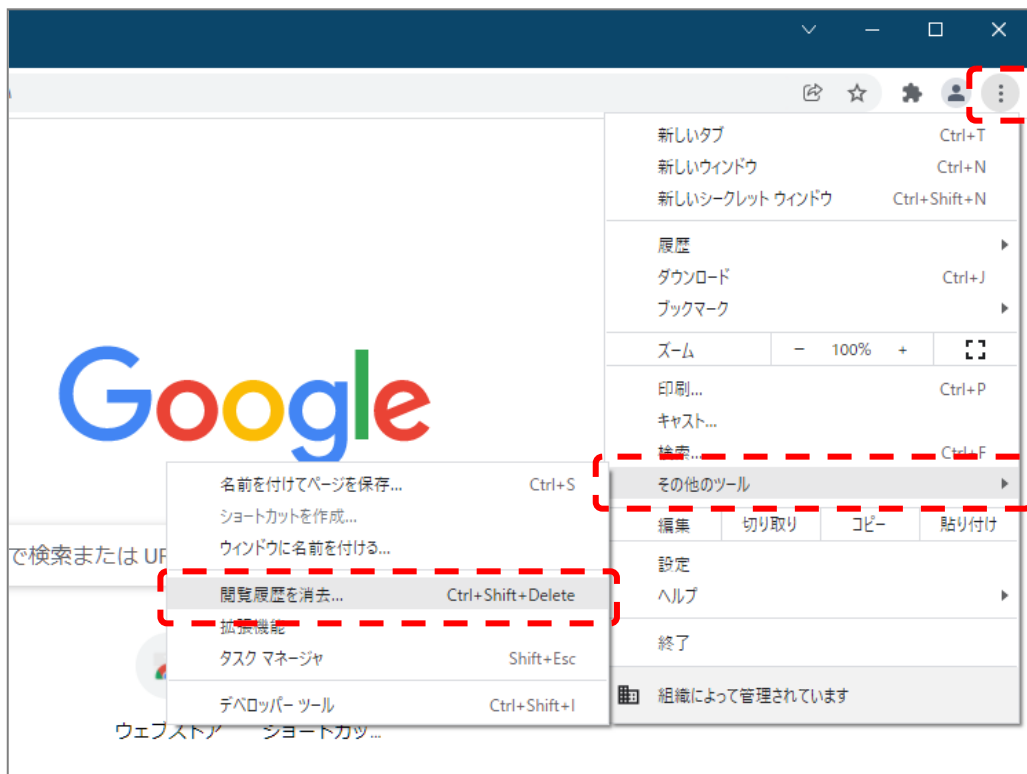 新しいタブ Ctrl+T
新しいウィンドウ Ctrl+N
新しいシークレット ウィンドウ Ctrl+Shift+N
履歴
ダウンロード Ctrl+J
ブックマーク
ズーム − 100% +
印刷... Ctrl+P
キャスト...
検索... Ctrl+F
その他のツール
編集 切り取り コピー 貼り付け
設定
ヘルプ
終了
組織によって管理されています
Google
名前を付けてページを保存... Ctrl+S
ショートカットを作成...
ウィンドウに名前を付ける...
閲覧履歴を消去... Ctrl+Shift+Delete
拡張機能
タスク マネージャ Shift+Esc
デベロッパー ツール Ctrl+Shift+I
で検索または
ウェブストア ショートカッ...